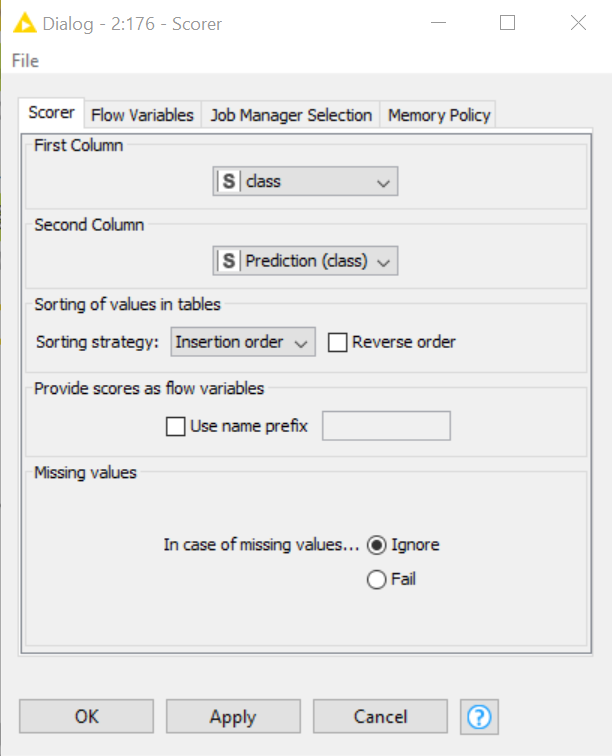 Dialog - 2:176 - Scorer
File
Scorer Flow Variables Job Manager Selection Memory Policy
First Column
S class
Second Column
S Prediction (class)
Sorting of values in tables
Sorting strategy: Insertion order Reverse order
Provide scores as flow variables
Use name prefix
Missing values
In case of missing values... Ignore
Fail
OK Apply Cancel ?